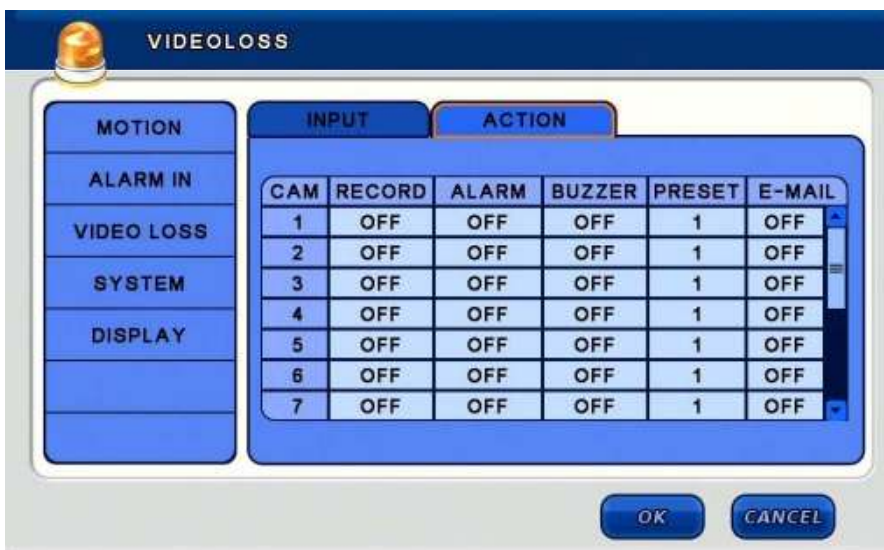 VIDEOLOSS
MOTION
ALARM IN
VIDEO LOSS
SYSTEM
DISPLAY
INPUT ACTION
CAM RECORD ALARM BUZZER PRESET E-MAIL
1 OFF OFF OFF 1 OFF
2 OFF OFF OFF 1 OFF
3 OFF OFF OFF 1 OFF
4 OFF OFF OFF 1 OFF
5 OFF OFF OFF 1 OFF
6 OFF OFF OFF 1 OFF
7 OFF OFF OFF 1 OFF
OK CANCEL